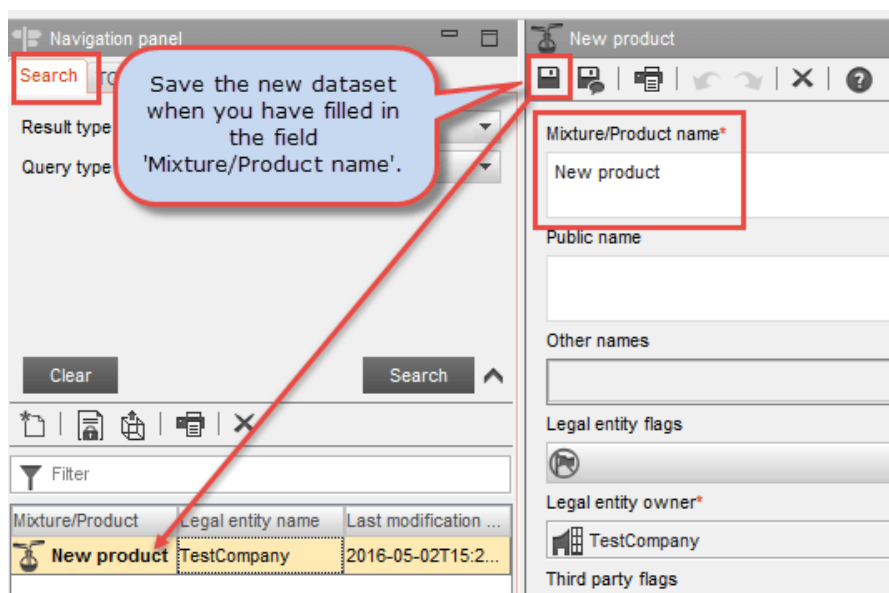 Navigation panel
Search TO
Result type
Query type
Save the new dataset
when you have filled in
the field
'Mixture/Product name'.
Clear
Search
Filter
Mixture/Product Legal entity name Last modification ...
New product TestCompany 2016-05-02T15:2...
New product
Mixture/Product name*
New product
Public name
Other names
Legal entity flags
Legal entity owner*
TestCompany
Third party flags